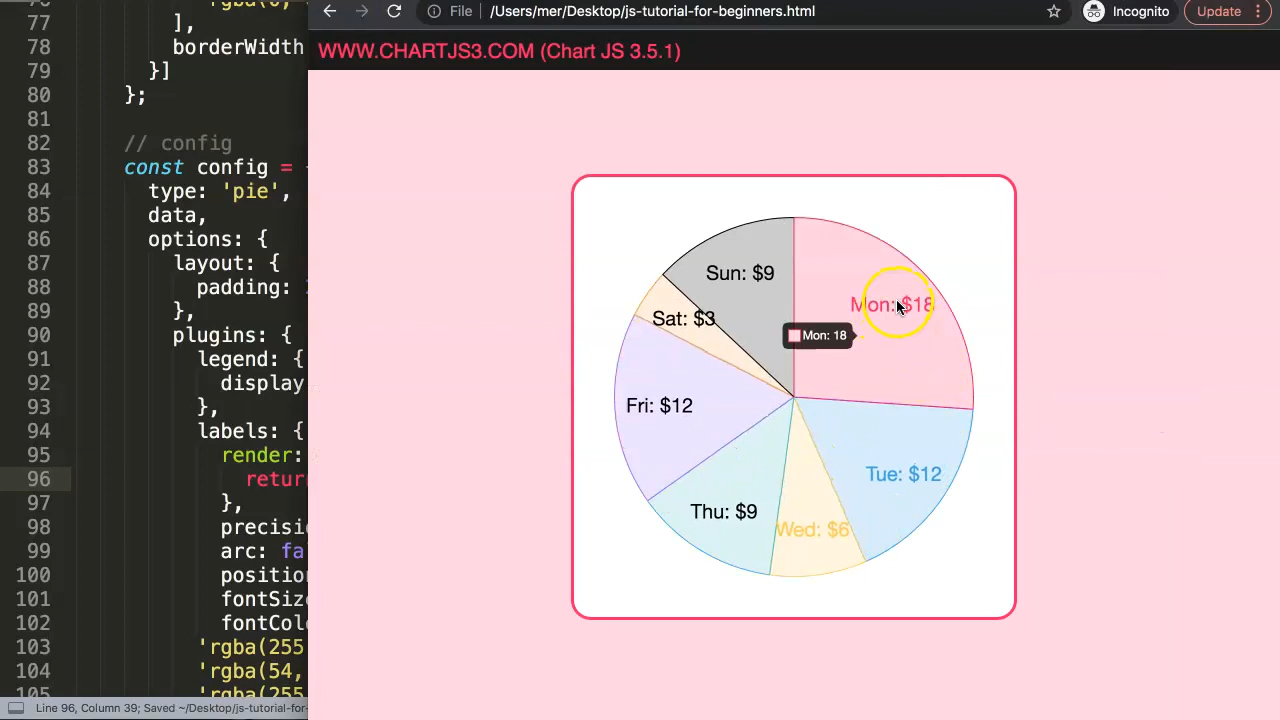 File
/Users/mer/Desktop/js-tutorial-for-beginners.html
Incognito
Update
WWW.CHARTJS3.COM (Chart JS 3.5.1)
77 ],
78 borderWidth
79 }]
80 };
81
82 // config
83 const config =
84 type: 'pie',
85 data,
86 options: {
87 layout: {
88 padding:
89 },
90 plugins: {
91 legend: {
92 display
93 },
94 labels: {
95 render:
96 retur
97 },
98 precisi
99 arc: fa
100 positio
101 fontSiz
102 fontCol
103 'rgba(255
104 'rgba(54,
105 'rgba(255
Line 96, Column 39; Saved ~/Desktop/js-tutorial-for-
Sun: $9
Mon: $18
Sat: $3
Mon: 18
Fri: $12
Tue: $12
Thu: $9
Wed: $6